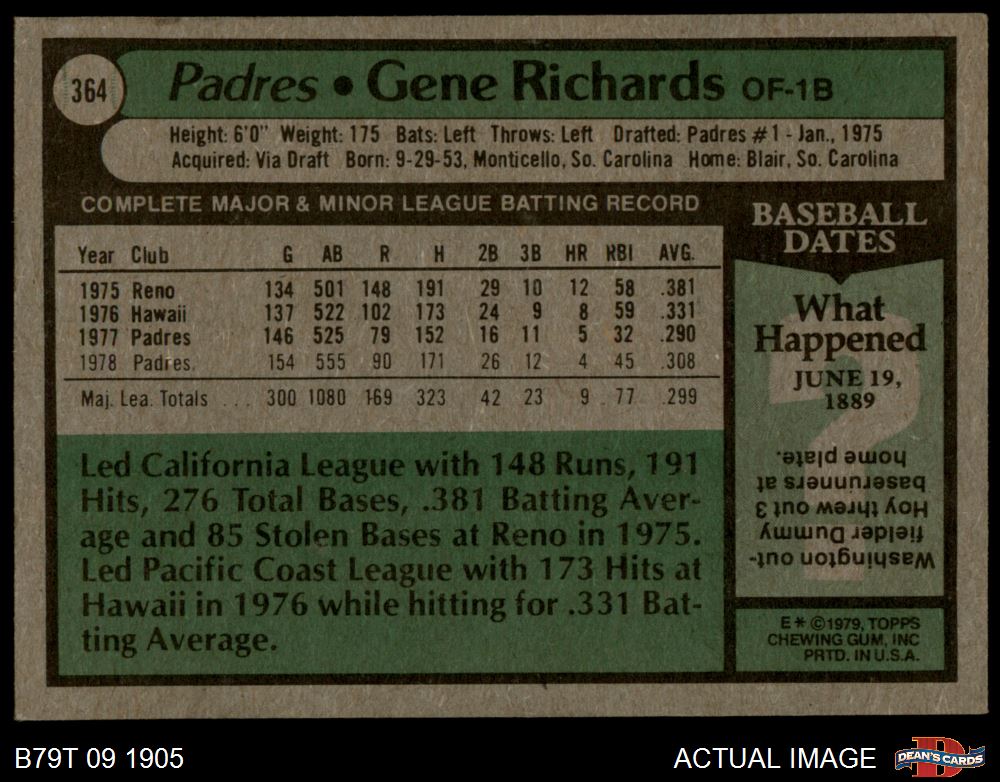 364
Padres • Gene Richards OF-1B
Height: 6'0" Weight: 175 Bats: Left Throws: Left Drafted: Padres #1 - Jan., 1975
Acquired: Via Draft Born: 9-29-53, Monticello, So. Carolina Home: Blair, So. Carolina
COMPLETE MAJOR & MINOR LEAGUE BATTING RECORD
Year Club G AB R H 2B 3B HR RBI AVG.
1975 Reno 134 501 148 191 29 10 12 58 .381
1976 Hawaii 137 522 102 173 24 9 8 59 .331
1977 Padres 146 525 79 152 16 11 5 32 .290
1978 Padres. 154 555 90 171 26 12 4 45 .308
Maj. Lea. Totals ... 300 1080 169 323 42 23 9 77 .299
Led California League with 148 Runs, 191
Hits, 276 Total Bases, .381 Batting Aver-
age and 85 Stolen Bases at Reno in 1975.
Led Pacific Coast League with 173 Hits at
Hawaii in 1976 while hitting for .331 Bat-
ting Average.
BASEBALL
DATES
What
Happened
JUNE 19,
1889
?
Washington out-
fielder Dummy
Hoy threw out 3
baserunners at
home plate.
E* ©1979, TOPPS
CHEWING GUM, INC
PRTD. IN U.S.A.
B79T 09 1905
ACTUAL IMAGE
D
DEAN'S CARDS